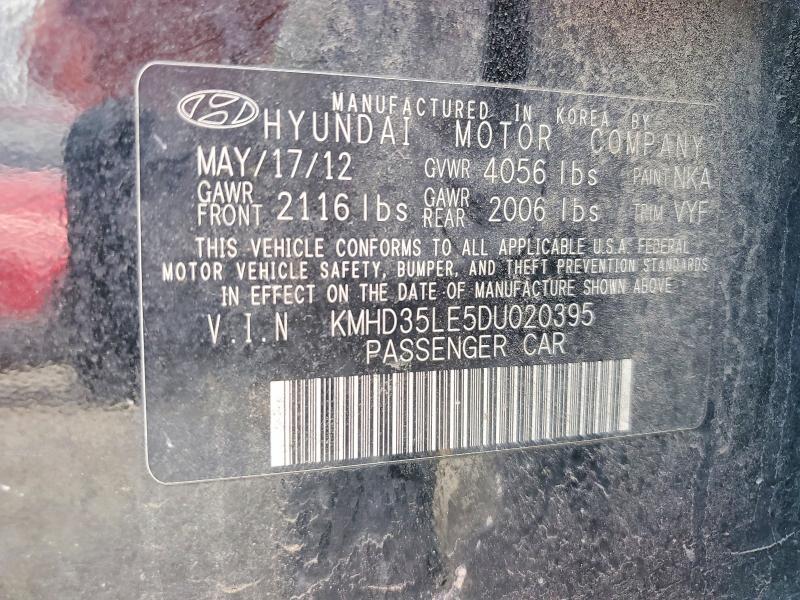 MANUFACTURED IN KOREA BY
HYUNDAI MOTOR COMPANY
MAY/17/12 GVWR 4056 lbs PAINT NKA
GAWR FRONT 2116 lbs GAWR REAR 2006 lbs TRIM VYF
THIS VEHICLE CONFORMS TO ALL APPLICABLE U.S.A. FEDERAL
MOTOR VEHICLE SAFETY, BUMPER, AND THEFT PREVENTION STANDARDS
IN EFFECT ON THE DATE OF MANUFACTURE SHOWN ABOVE
V.I.N KMHD35LE5DU020395
PASSENGER CAR